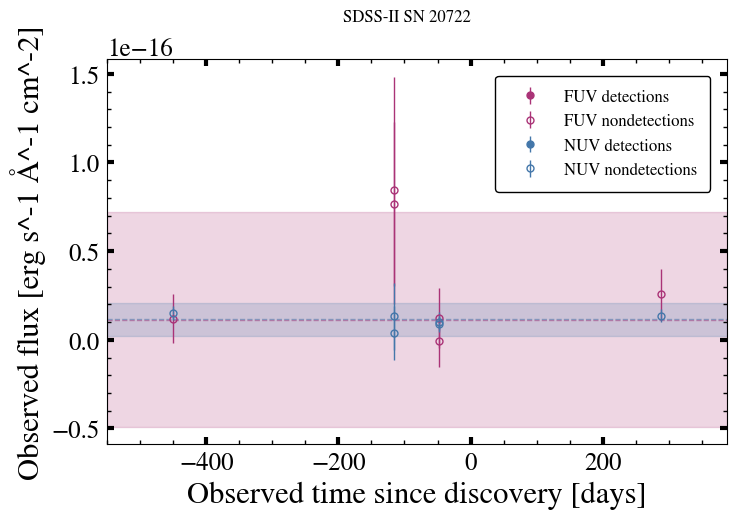 SDSS-II SN 20722
1e−16
Observed flux [erg s^-1 Å^-1 cm^-2]
1.5
1.0
0.5
0.0
−0.5
FUV detections
FUV nondetections
NUV detections
NUV nondetections
−400
−200
0
200
Observed time since discovery [days]